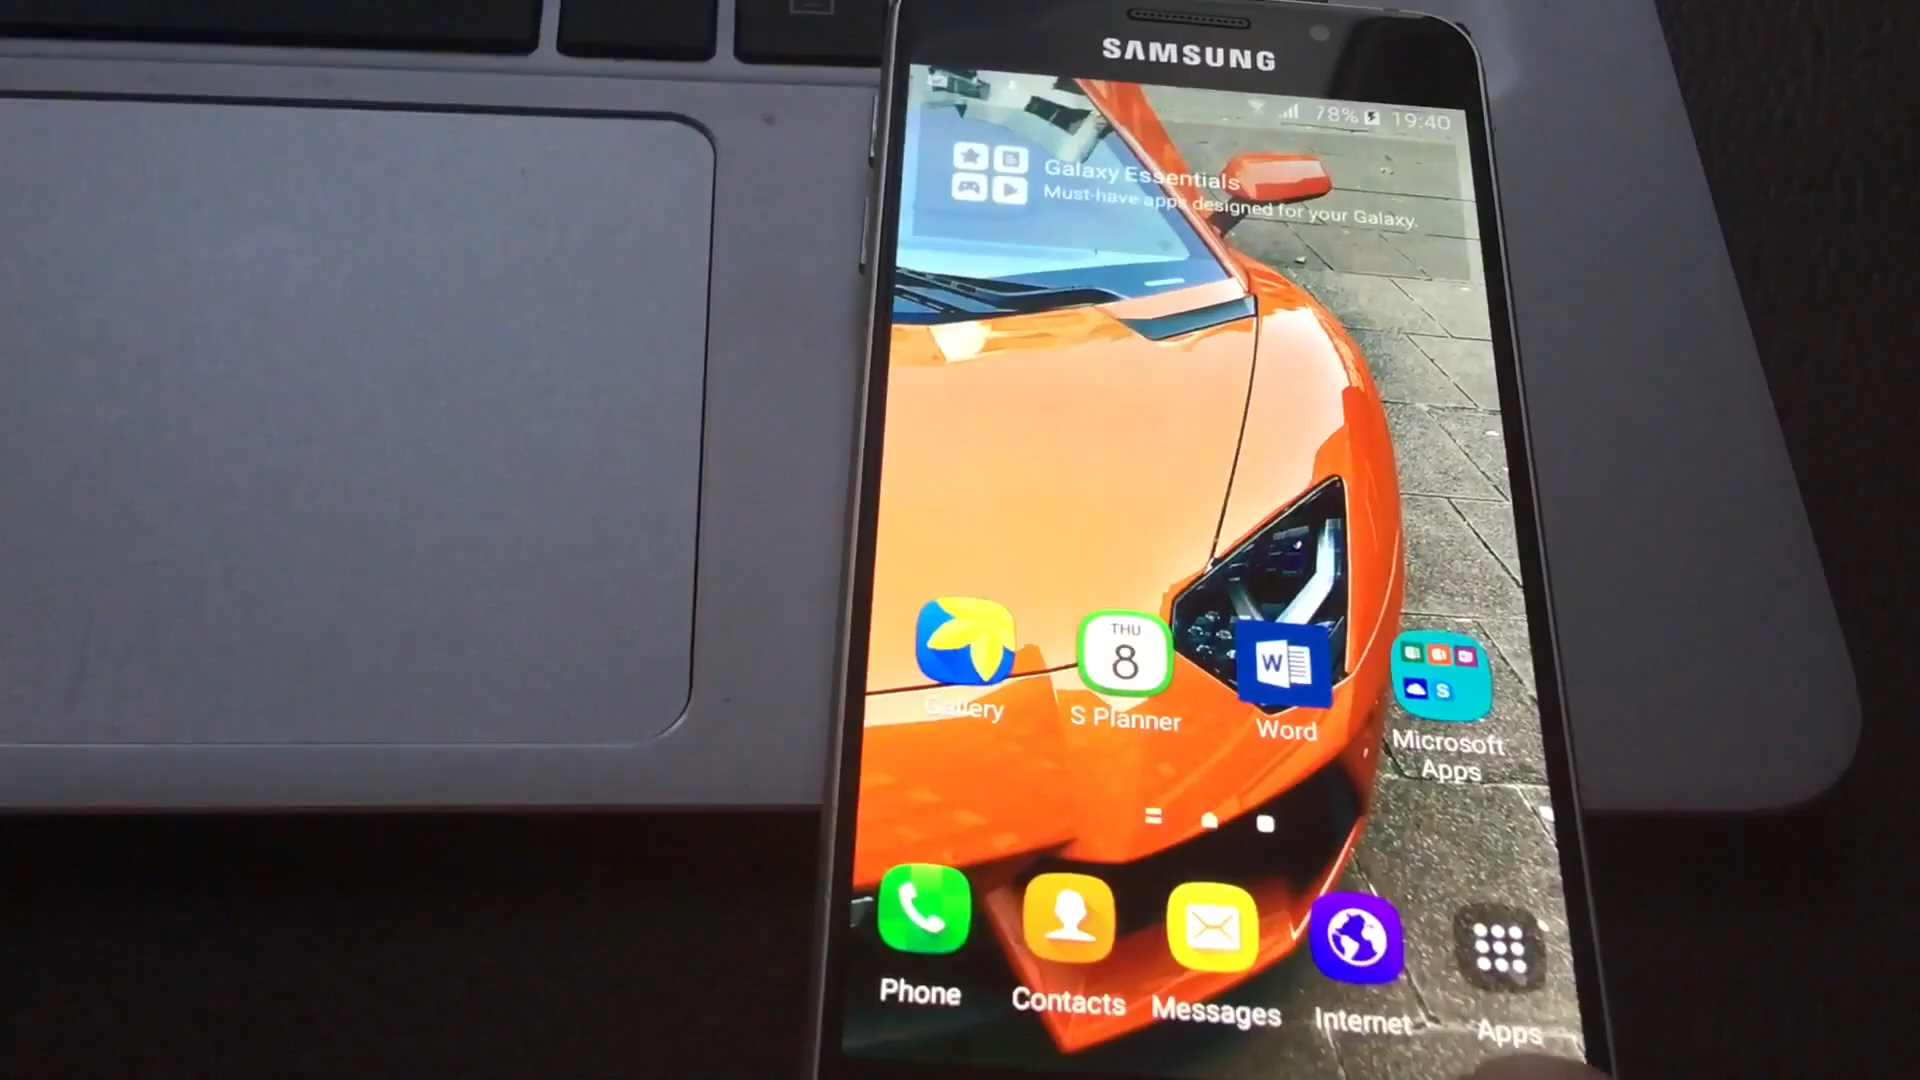 SAMSUNG
78% 19:40
Galaxy Essentials
Must-have apps designed for your Galaxy.
THU
8
W
S
Gallery
S Planner
Word
Microsoft
Apps
Phone
Contacts
Messages
Internet
Apps